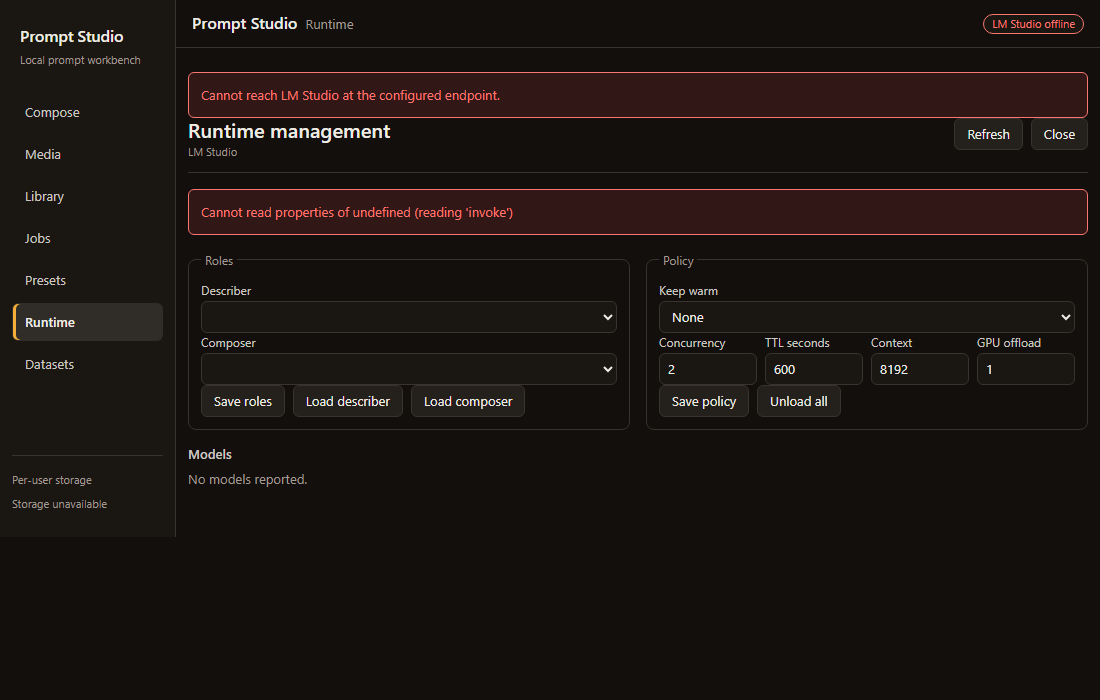 Prompt Studio
Local prompt workbench
Compose
Media
Library
Jobs
Presets
Runtime
Datasets
Per-user storage
Storage unavailable
Prompt Studio Runtime
LM Studio offline
Cannot reach LM Studio at the configured endpoint.
Runtime management
LM Studio
Refresh Close
Cannot read properties of undefined (reading 'invoke')
Roles
Describer
Composer
Save roles Load describer Load composer
Policy
Keep warm
None
Concurrency TTL seconds Context GPU offload
2 600 8192 1
Save policy Unload all
Models
No models reported.